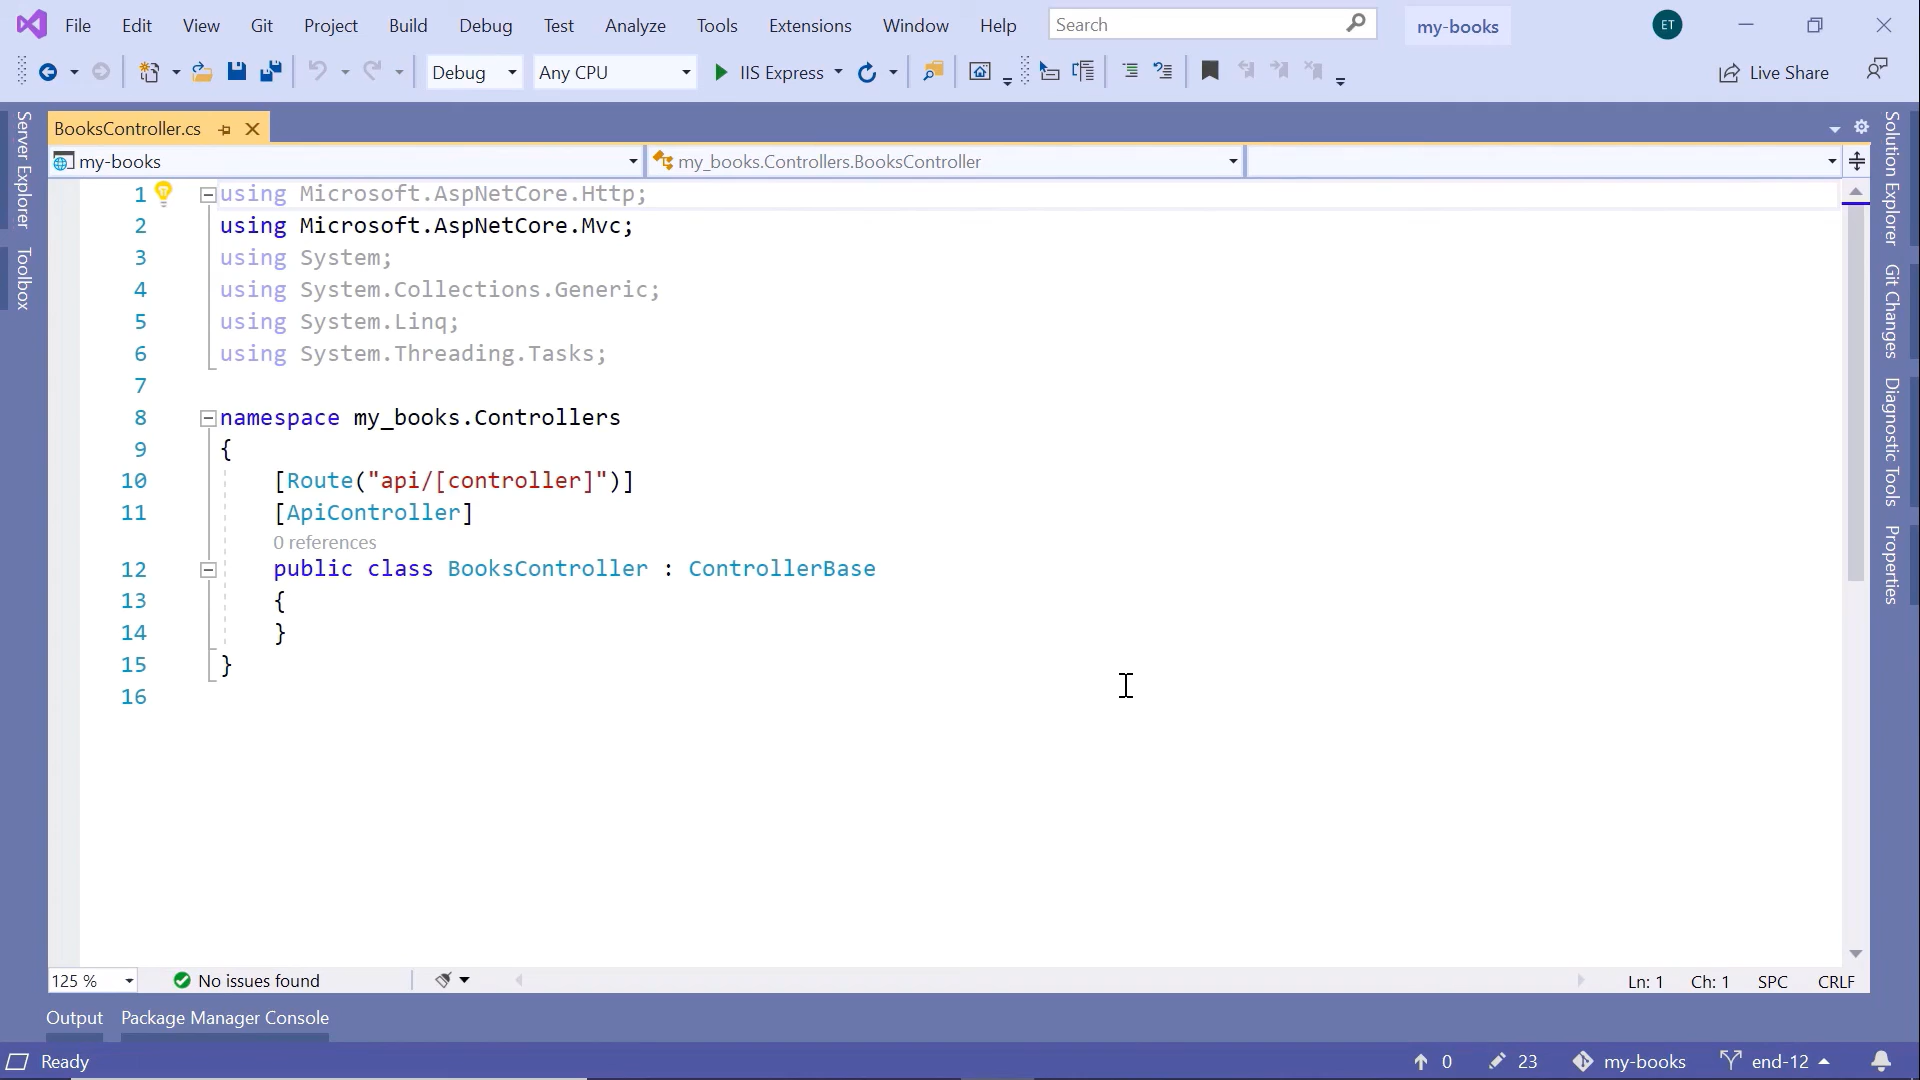 File Edit View Git Project Build Debug Test Analyze Tools Extensions Window Help Search my-books ET
Debug Any CPU IIS Express Live Share
BooksController.cs
my-books my_books.Controllers.BooksController
1 using Microsoft.AspNetCore.Http;
2 using Microsoft.AspNetCore.Mvc;
3 using System;
4 using System.Collections.Generic;
5 using System.Linq;
6 using System.Threading.Tasks;
7
8 namespace my_books.Controllers
9 {
10 [Route("api/[controller]")]
11 [ApiController]
0 references
12 public class BooksController : ControllerBase
13 {
14 }
15 }
16
Server Explorer
Toolbox
Solution Explorer
Git Changes
Diagnostic Tools
Properties
125 % No issues found Ln: 1 Ch: 1 SPC CRLF
Output Package Manager Console
Ready 0 23 my-books end-12